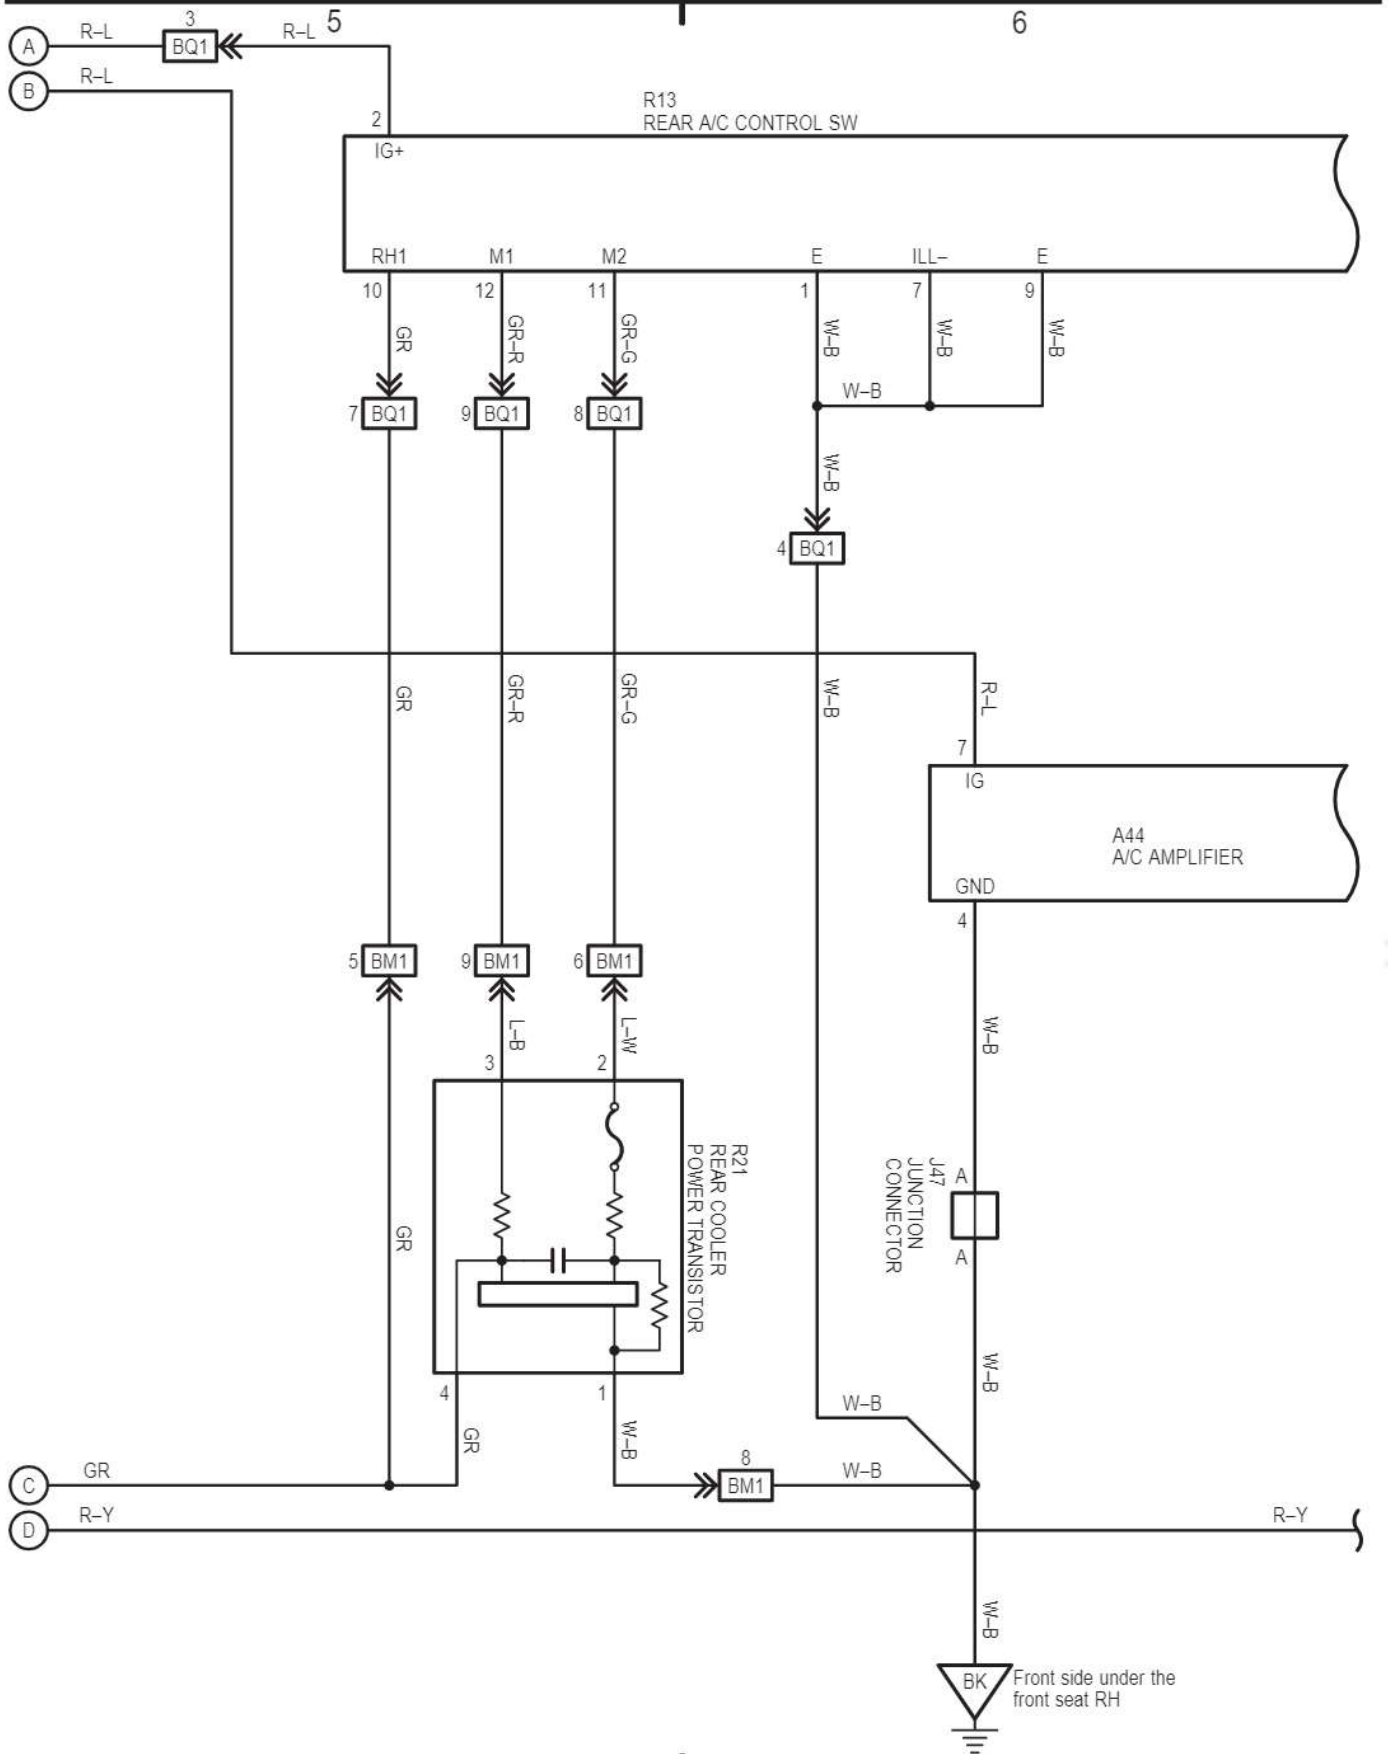 5
6
A
R–L
3
BQ1
R–L
B
R–L
R13
REAR A/C CONTROL SW
2
IG+
RH1
M1
M2
E
ILL–
E
10
12
11
1
7
9
GR
GR–R
GR–G
W–B
W–B
W–B
7
BQ1
9
BQ1
8
BQ1
W–B
W–B
4
BQ1
GR
GR–R
GR–G
W–B
R–L
7
IG
A44
A/C AMPLIFIER
GND
4
5
BM1
9
BM1
6
BM1
L–B
L–W
W–B
3
2
R21
REAR COOLER
POWER TRANSISTOR
J47
JUNCTION
CONNECTOR
A
A
GR
4
1
W–B
W–B
GR
W–B
8
BM1
W–B
C
GR
D
R–Y
R–Y
W–B
BK
Front side under the
front seat RH